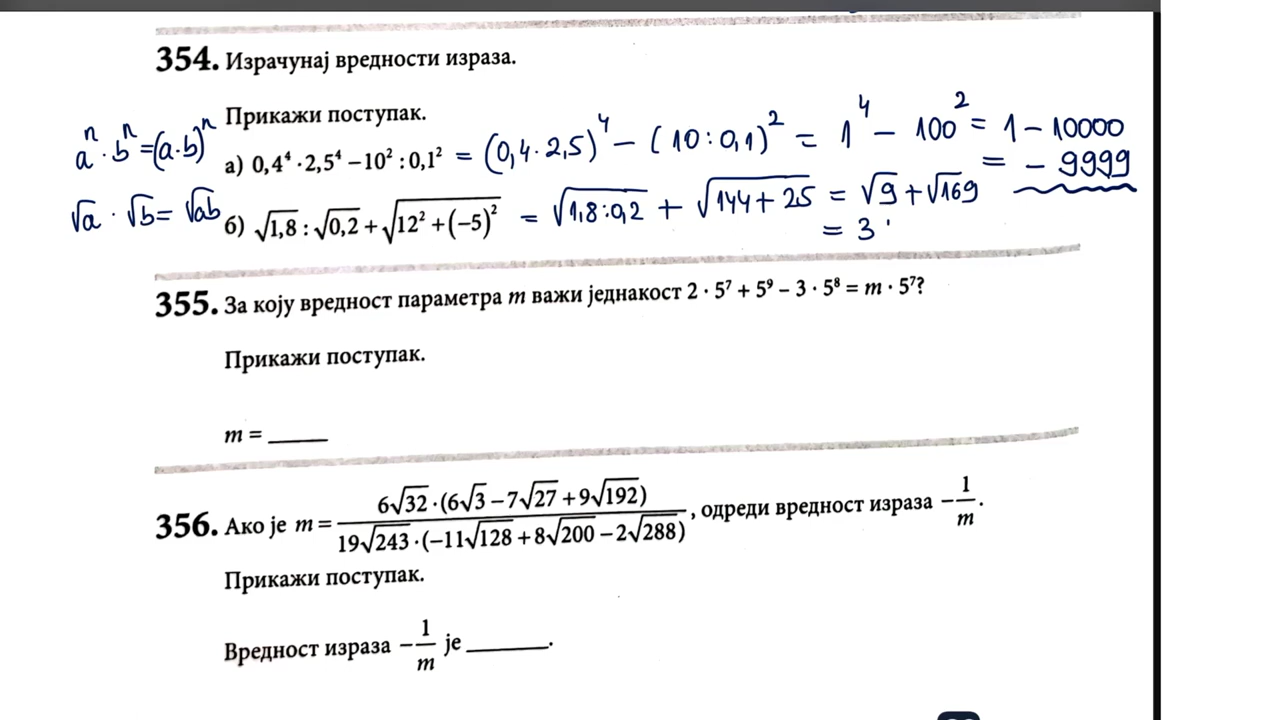 354. Израчунај вредности израза.
Прикажи поступак.
aⁿ · bⁿ = (a·b)ⁿ
а) 0,4⁴ · 2,5⁴ – 10² : 0,1² = (0,4 · 2,5)⁴ – (10 : 0,1)² = 1⁴ – 100² = 1 – 10000
= – 9999
√a · √b = √ab
б) √1,8 : √0,2 + √(12² + (–5)²) = √(1,8 : 0,2) + √(144 + 25) = √9 + √169
= 3
355. За коју вредност параметра m важи једнакост 2 · 5⁷ + 5⁹ – 3 · 5⁸ = m · 5⁷?
Прикажи поступак.
m = _____
356. Ако је m = (6√32 · (6√3 – 7√27 + 9√192)) / (19√243 · (–11√128 + 8√200 – 2√288)), одреди вредност израза –1/m.
Прикажи поступак.
Вредност израза –1/m је _______.